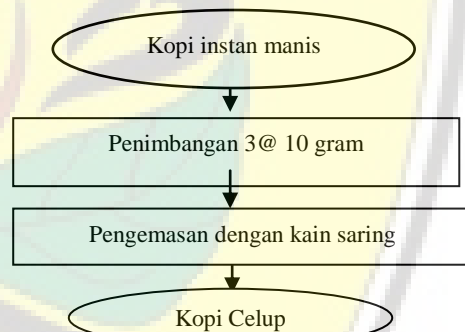 Kopi instan manis
Penimbangan 3@ 10 gram
Pengemasan dengan kain saring
Kopi Celup